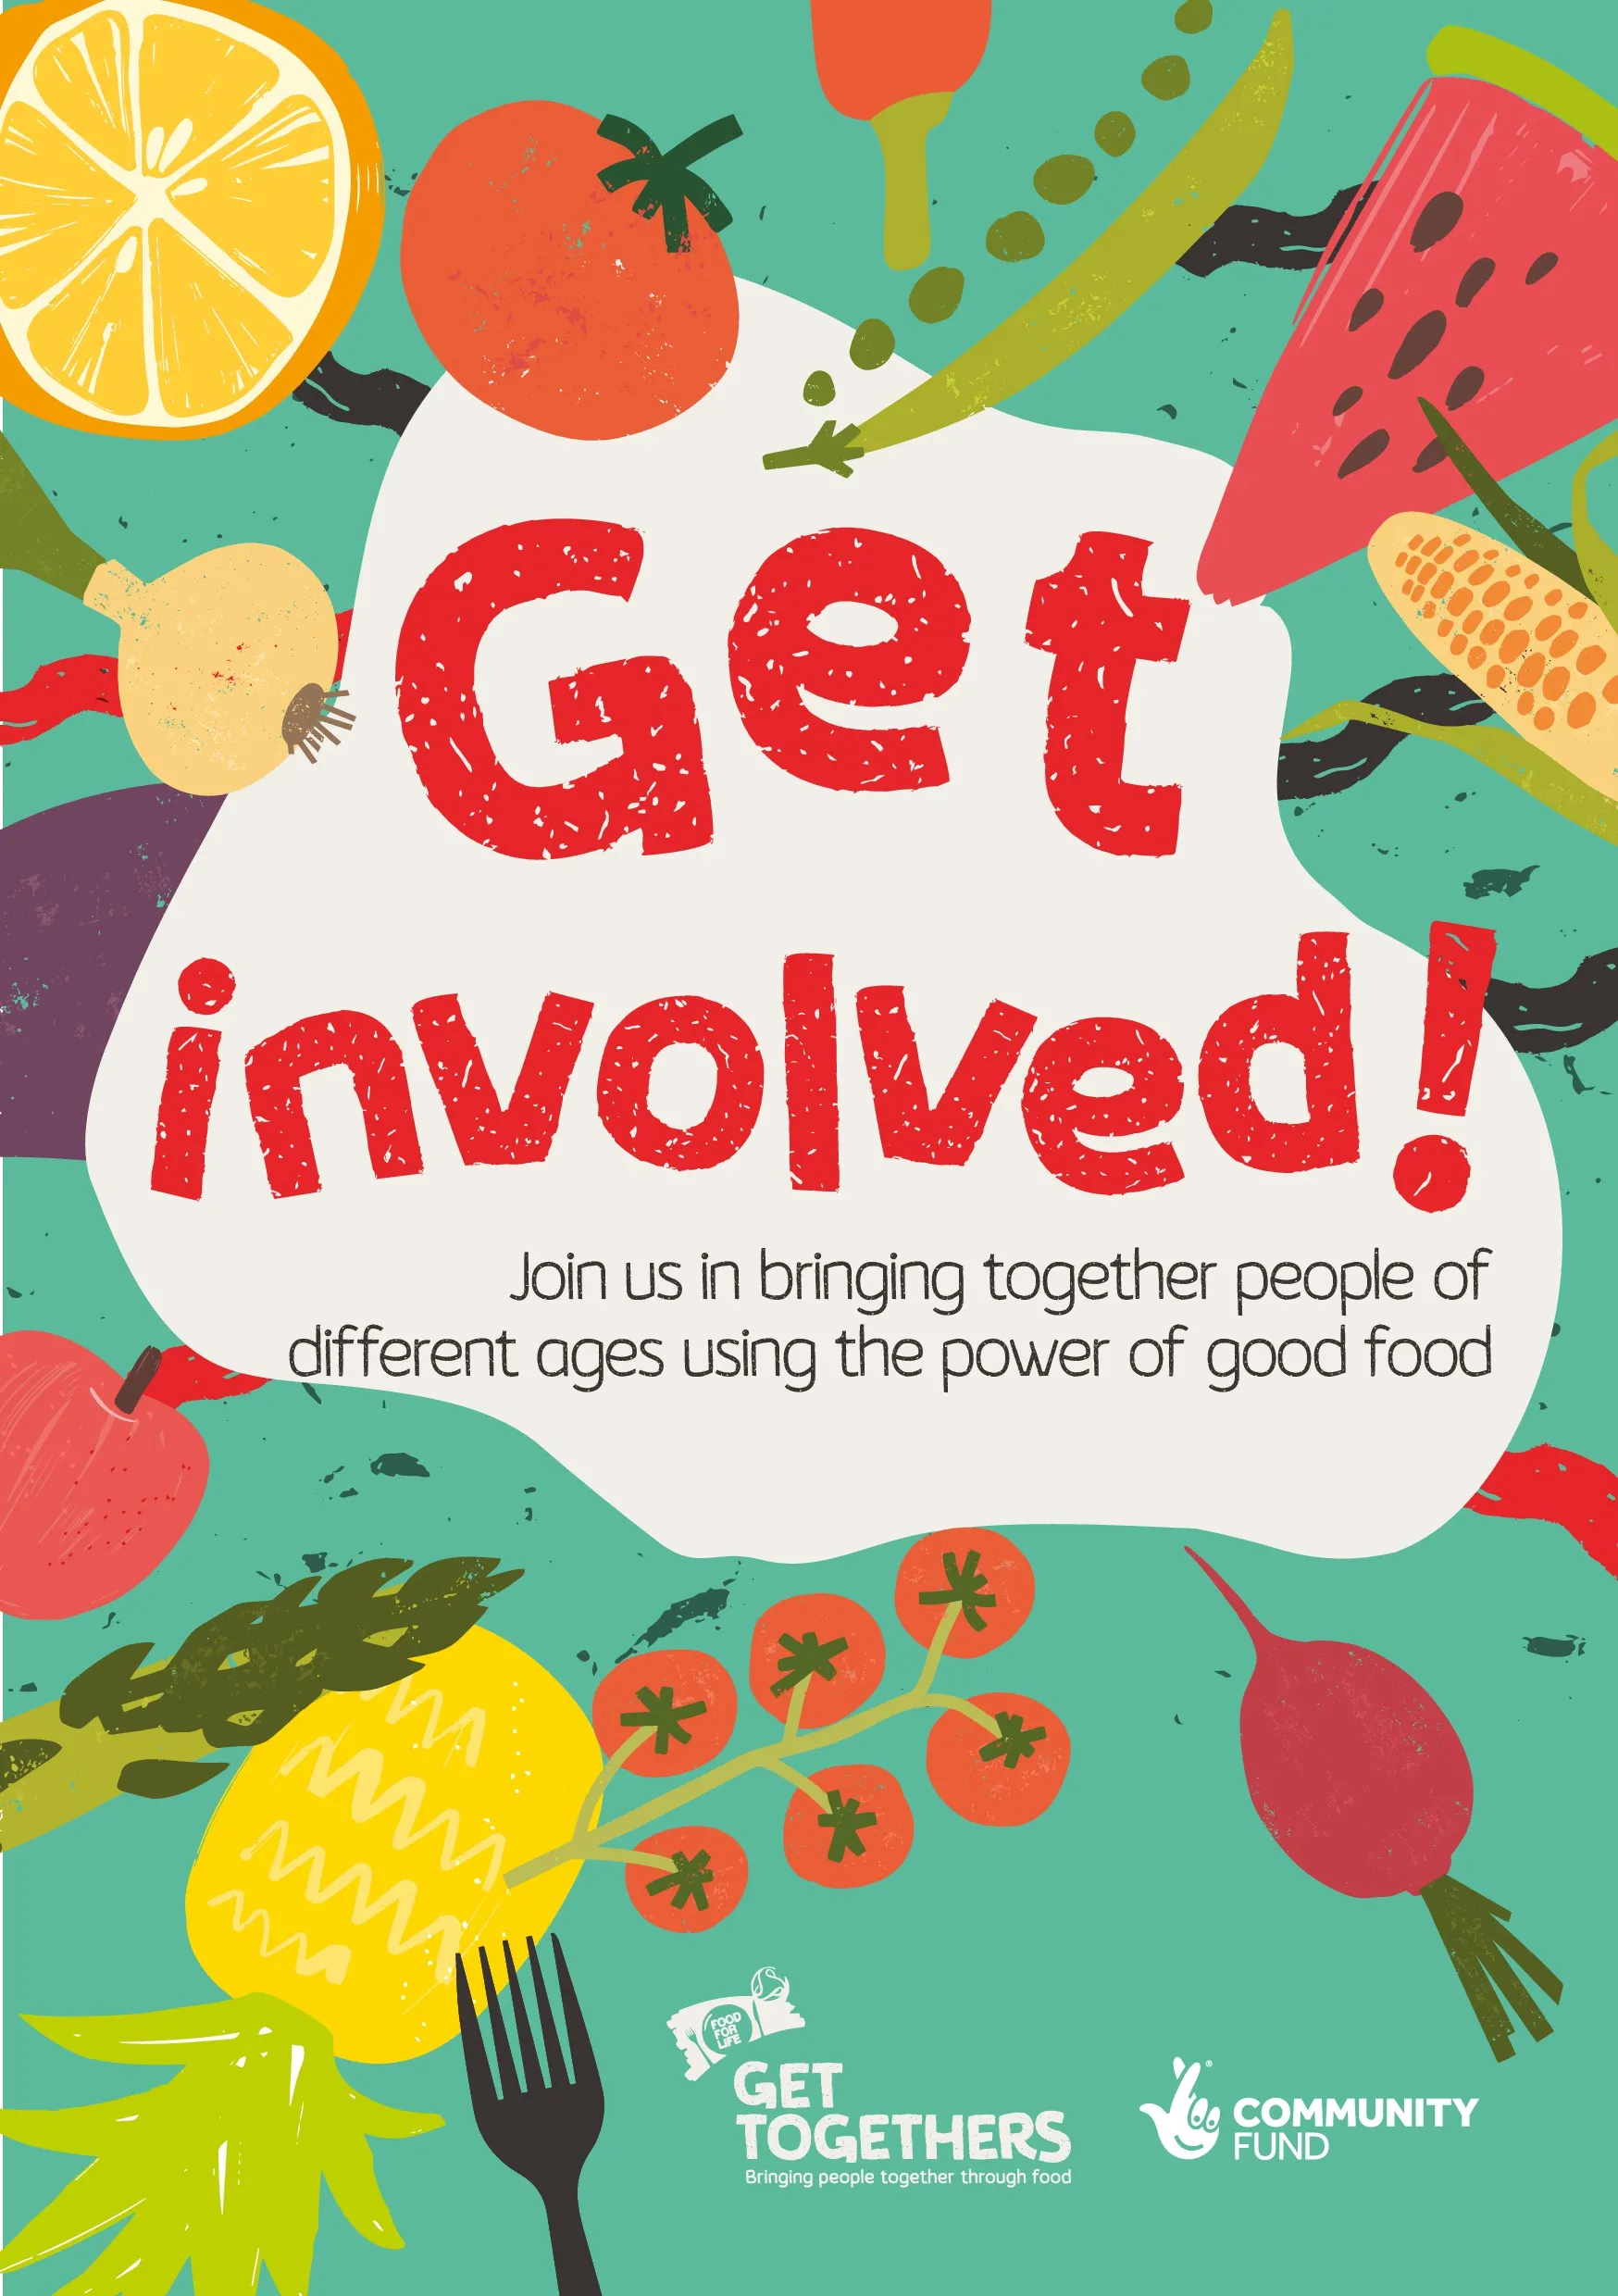 Get
involved!
Join us in bringing together people of
different ages using the power of good food
FOOD
FOR
LIFE
GET
TOGETHERS
Bringing people together through food
®
COMMUNITY
FUND